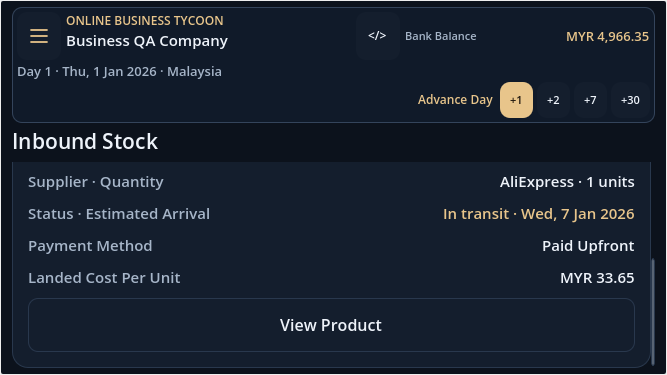 ONLINE BUSINESS TYCOON
Business QA Company
</> Bank Balance MYR 4,966.35
Day 1 · Thu, 1 Jan 2026 · Malaysia
Advance Day +1 +2 +7 +30
Inbound Stock
Supplier · Quantity AliExpress · 1 units
Status · Estimated Arrival In transit · Wed, 7 Jan 2026
Payment Method Paid Upfront
Landed Cost Per Unit MYR 33.65
View Product